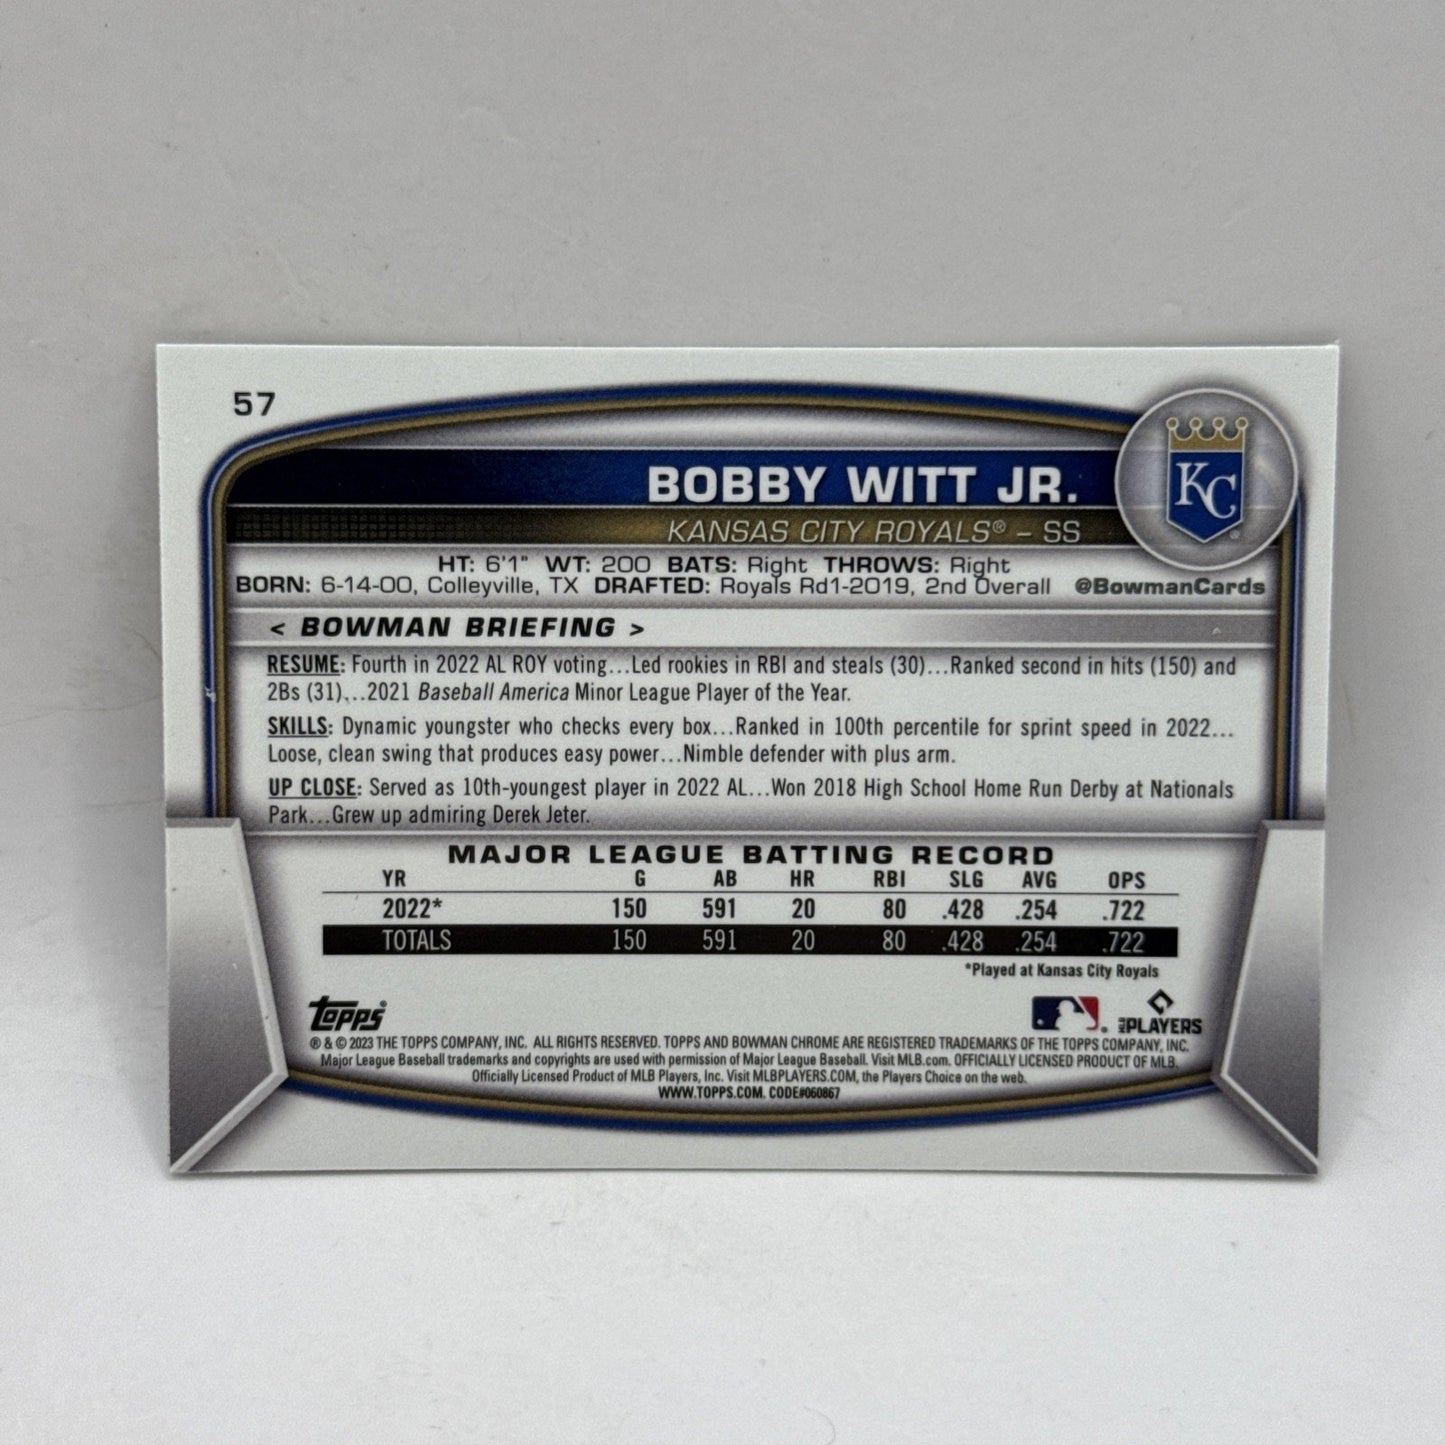 57
KC
BOBBY WITT JR.
KANSAS CITY ROYALS® – SS
HT: 6'1" WT: 200 BATS: Right THROWS: Right
BORN: 6-14-00, Colleyville, TX DRAFTED: Royals Rd1-2019, 2nd Overall @BowmanCards
< BOWMAN BRIEFING >
RESUME: Fourth in 2022 AL ROY voting...Led rookies in RBI and steals (30)...Ranked second in hits (150) and
2Bs (31)...2021 Baseball America Minor League Player of the Year.
SKILLS: Dynamic youngster who checks every box...Ranked in 100th percentile for sprint speed in 2022...
Loose, clean swing that produces easy power...Nimble defender with plus arm.
UP CLOSE: Served as 10th-youngest player in 2022 AL...Won 2018 High School Home Run Derby at Nationals
Park...Grew up admiring Derek Jeter.
MAJOR LEAGUE BATTING RECORD
YR G AB HR RBI SLG AVG OPS
2022* 150 591 20 80 .428 .254 .722
TOTALS 150 591 20 80 .428 .254 .722
*Played at Kansas City Royals
topps®
MLB PLAYERS
® & © 2023 THE TOPPS COMPANY, INC. ALL RIGHTS RESERVED. TOPPS AND BOWMAN CHROME ARE REGISTERED TRADEMARKS OF THE TOPPS COMPANY, INC.
Major League Baseball trademarks and copyrights are used with permission of Major League Baseball. Visit MLB.com. OFFICIALLY LICENSED PRODUCT OF MLB.
Officially Licensed Product of MLB Players, Inc. Visit MLBPLAYERS.COM, the Players Choice on the web.
WWW.TOPPS.COM. CODE#060867